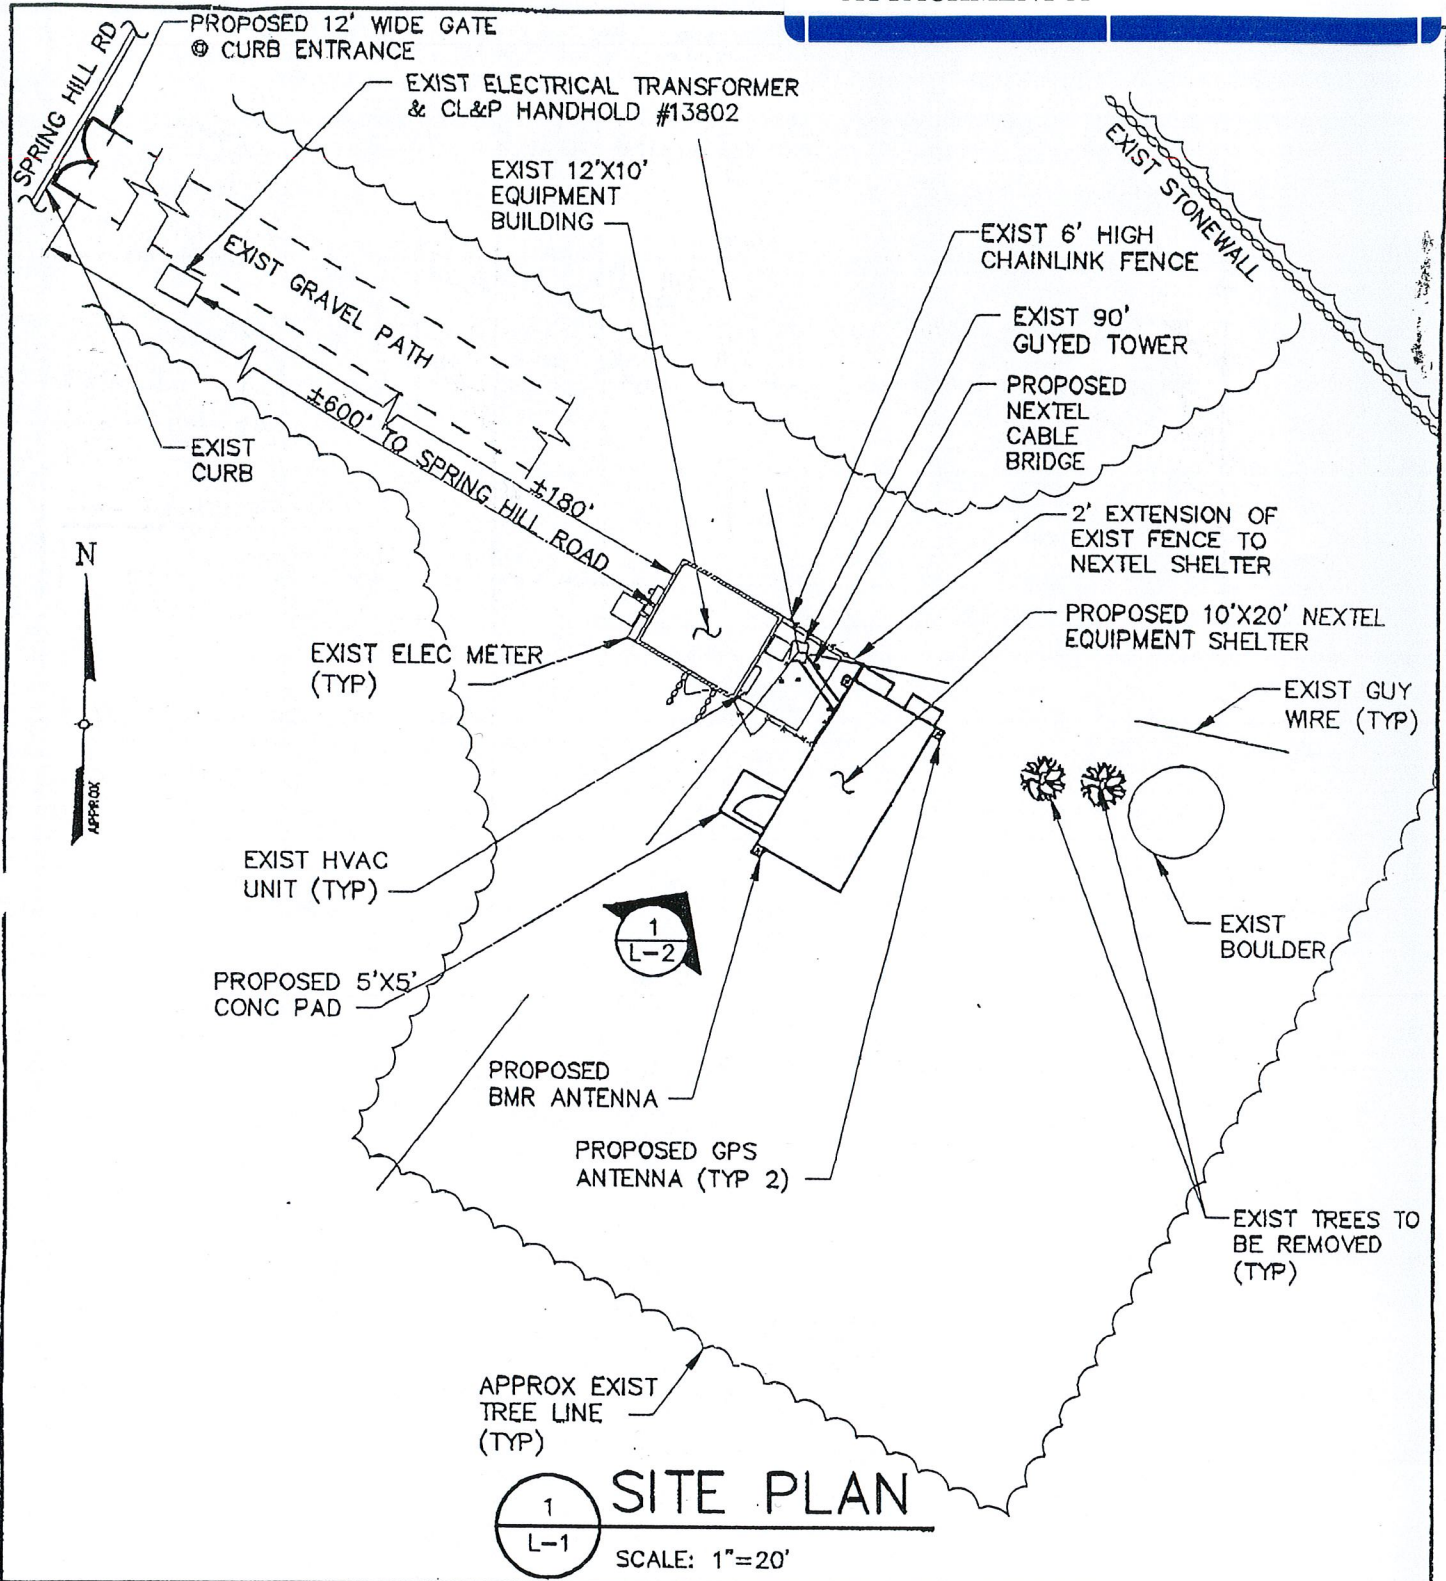 PROPOSED 12' WIDE GATE
@ CURB ENTRANCE
SPRING HILL RD
EXIST ELECTRICAL TRANSFORMER
& CL&P HANDHOLD #13802
EXIST 12'X10'
EQUIPMENT
BUILDING
EXIST STONEWALL
EXIST 6' HIGH
CHAINLINK FENCE
EXIST GRAVEL PATH
EXIST 90'
GUYED TOWER
PROPOSED
NEXTEL
CABLE
BRIDGE
EXIST
CURB
±600' TO SPRING HILL ROAD
±180'
2' EXTENSION OF
EXIST FENCE TO
NEXTEL SHELTER
N
APPROX
PROPOSED 10'X20' NEXTEL
EQUIPMENT SHELTER
EXIST ELEC METER
(TYP)
EXIST GUY
WIRE (TYP)
EXIST HVAC
UNIT (TYP)
EXIST
BOULDER
1
L-2
PROPOSED 5'X5'
CONC PAD
PROPOSED
BMR ANTENNA
PROPOSED GPS
ANTENNA (TYP 2)
EXIST TREES TO
BE REMOVED
(TYP)
APPROX EXIST
TREE LINE
(TYP)
1
L-1
SITE PLAN
SCALE: 1"=20'